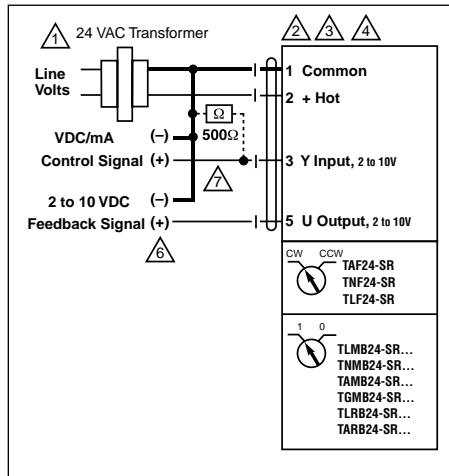 1 24 VAC Transformer
2 3 4
Line
Volts
1 Common
2 + Hot
Ω
VDC/mA (–) 500Ω
Control Signal (+)
3 Y Input, 2 to 10V
7
2 to 10 VDC (–)
Feedback Signal (+)
5 U Output, 2 to 10V
6
CW CCW
TAF24-SR
TNF24-SR
TLF24-SR
1 0
TLMB24-SR...
TNMB24-SR...
TAMB24-SR...
TGMB24-SR...
TLRB24-SR...
TARB24-SR...